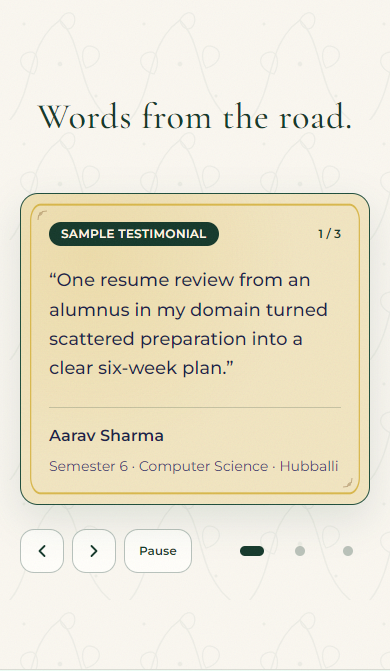 Words from the road.
SAMPLE TESTIMONIAL 1 / 3
“One resume review from an
alumnus in my domain turned
scattered preparation into a
clear six-week plan.”
Aarav Sharma
Semester 6 · Computer Science · Hubballi
Pause